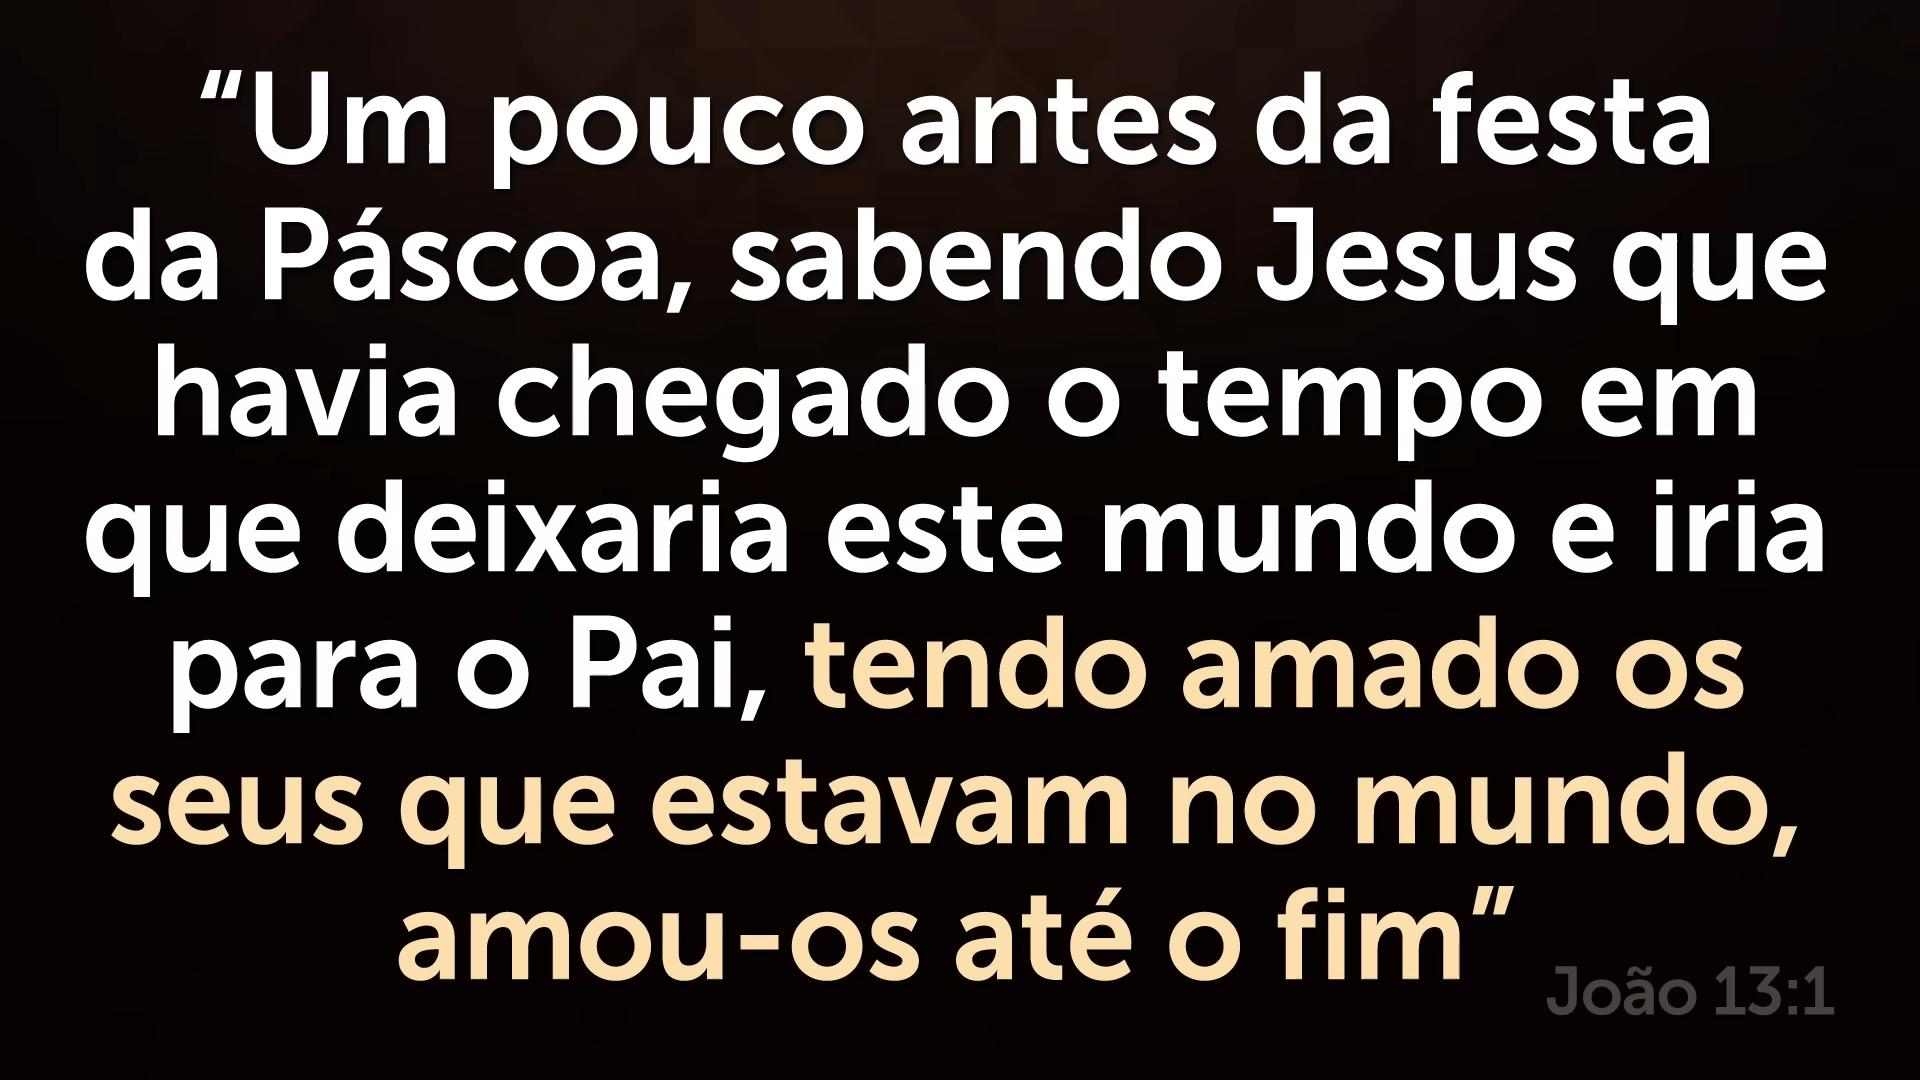 “Um pouco antes da festa
da Páscoa, sabendo Jesus que
havia chegado o tempo em
que deixaria este mundo e iria
para o Pai, tendo amado os
seus que estavam no mundo,
amou-os até o fim”
João 13:1